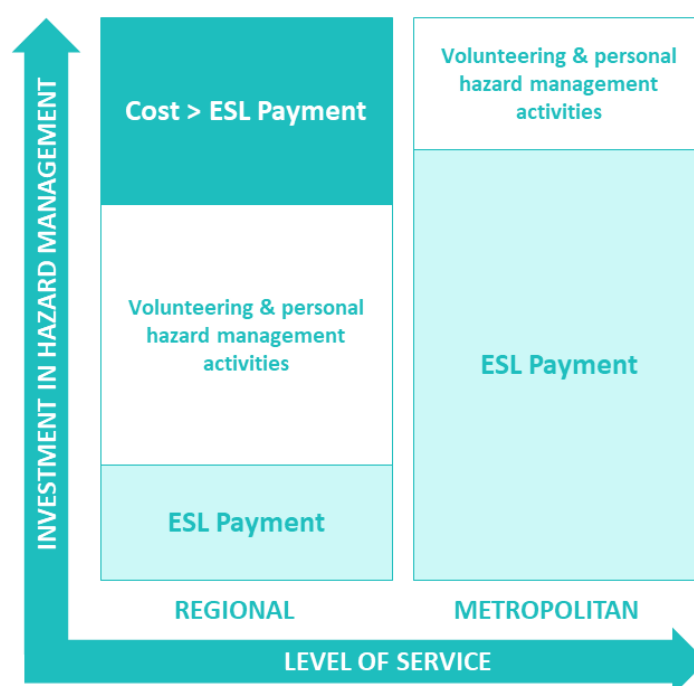 INVESTMENT IN HAZARD MANAGEMENT
Cost > ESL Payment
Volunteering & personal
hazard management
activities
ESL Payment
Volunteering & personal
hazard management
activities
ESL Payment
REGIONAL
METROPOLITAN
LEVEL OF SERVICE